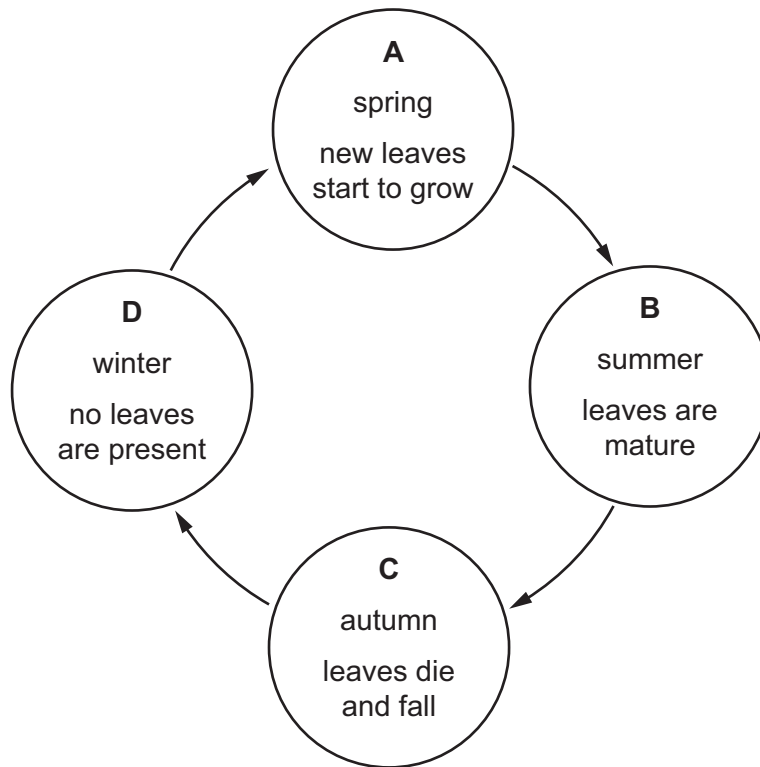 A
spring
new leaves
start to grow
B
summer
leaves are
mature
C
autumn
leaves die
and fall
D
winter
no leaves
are present